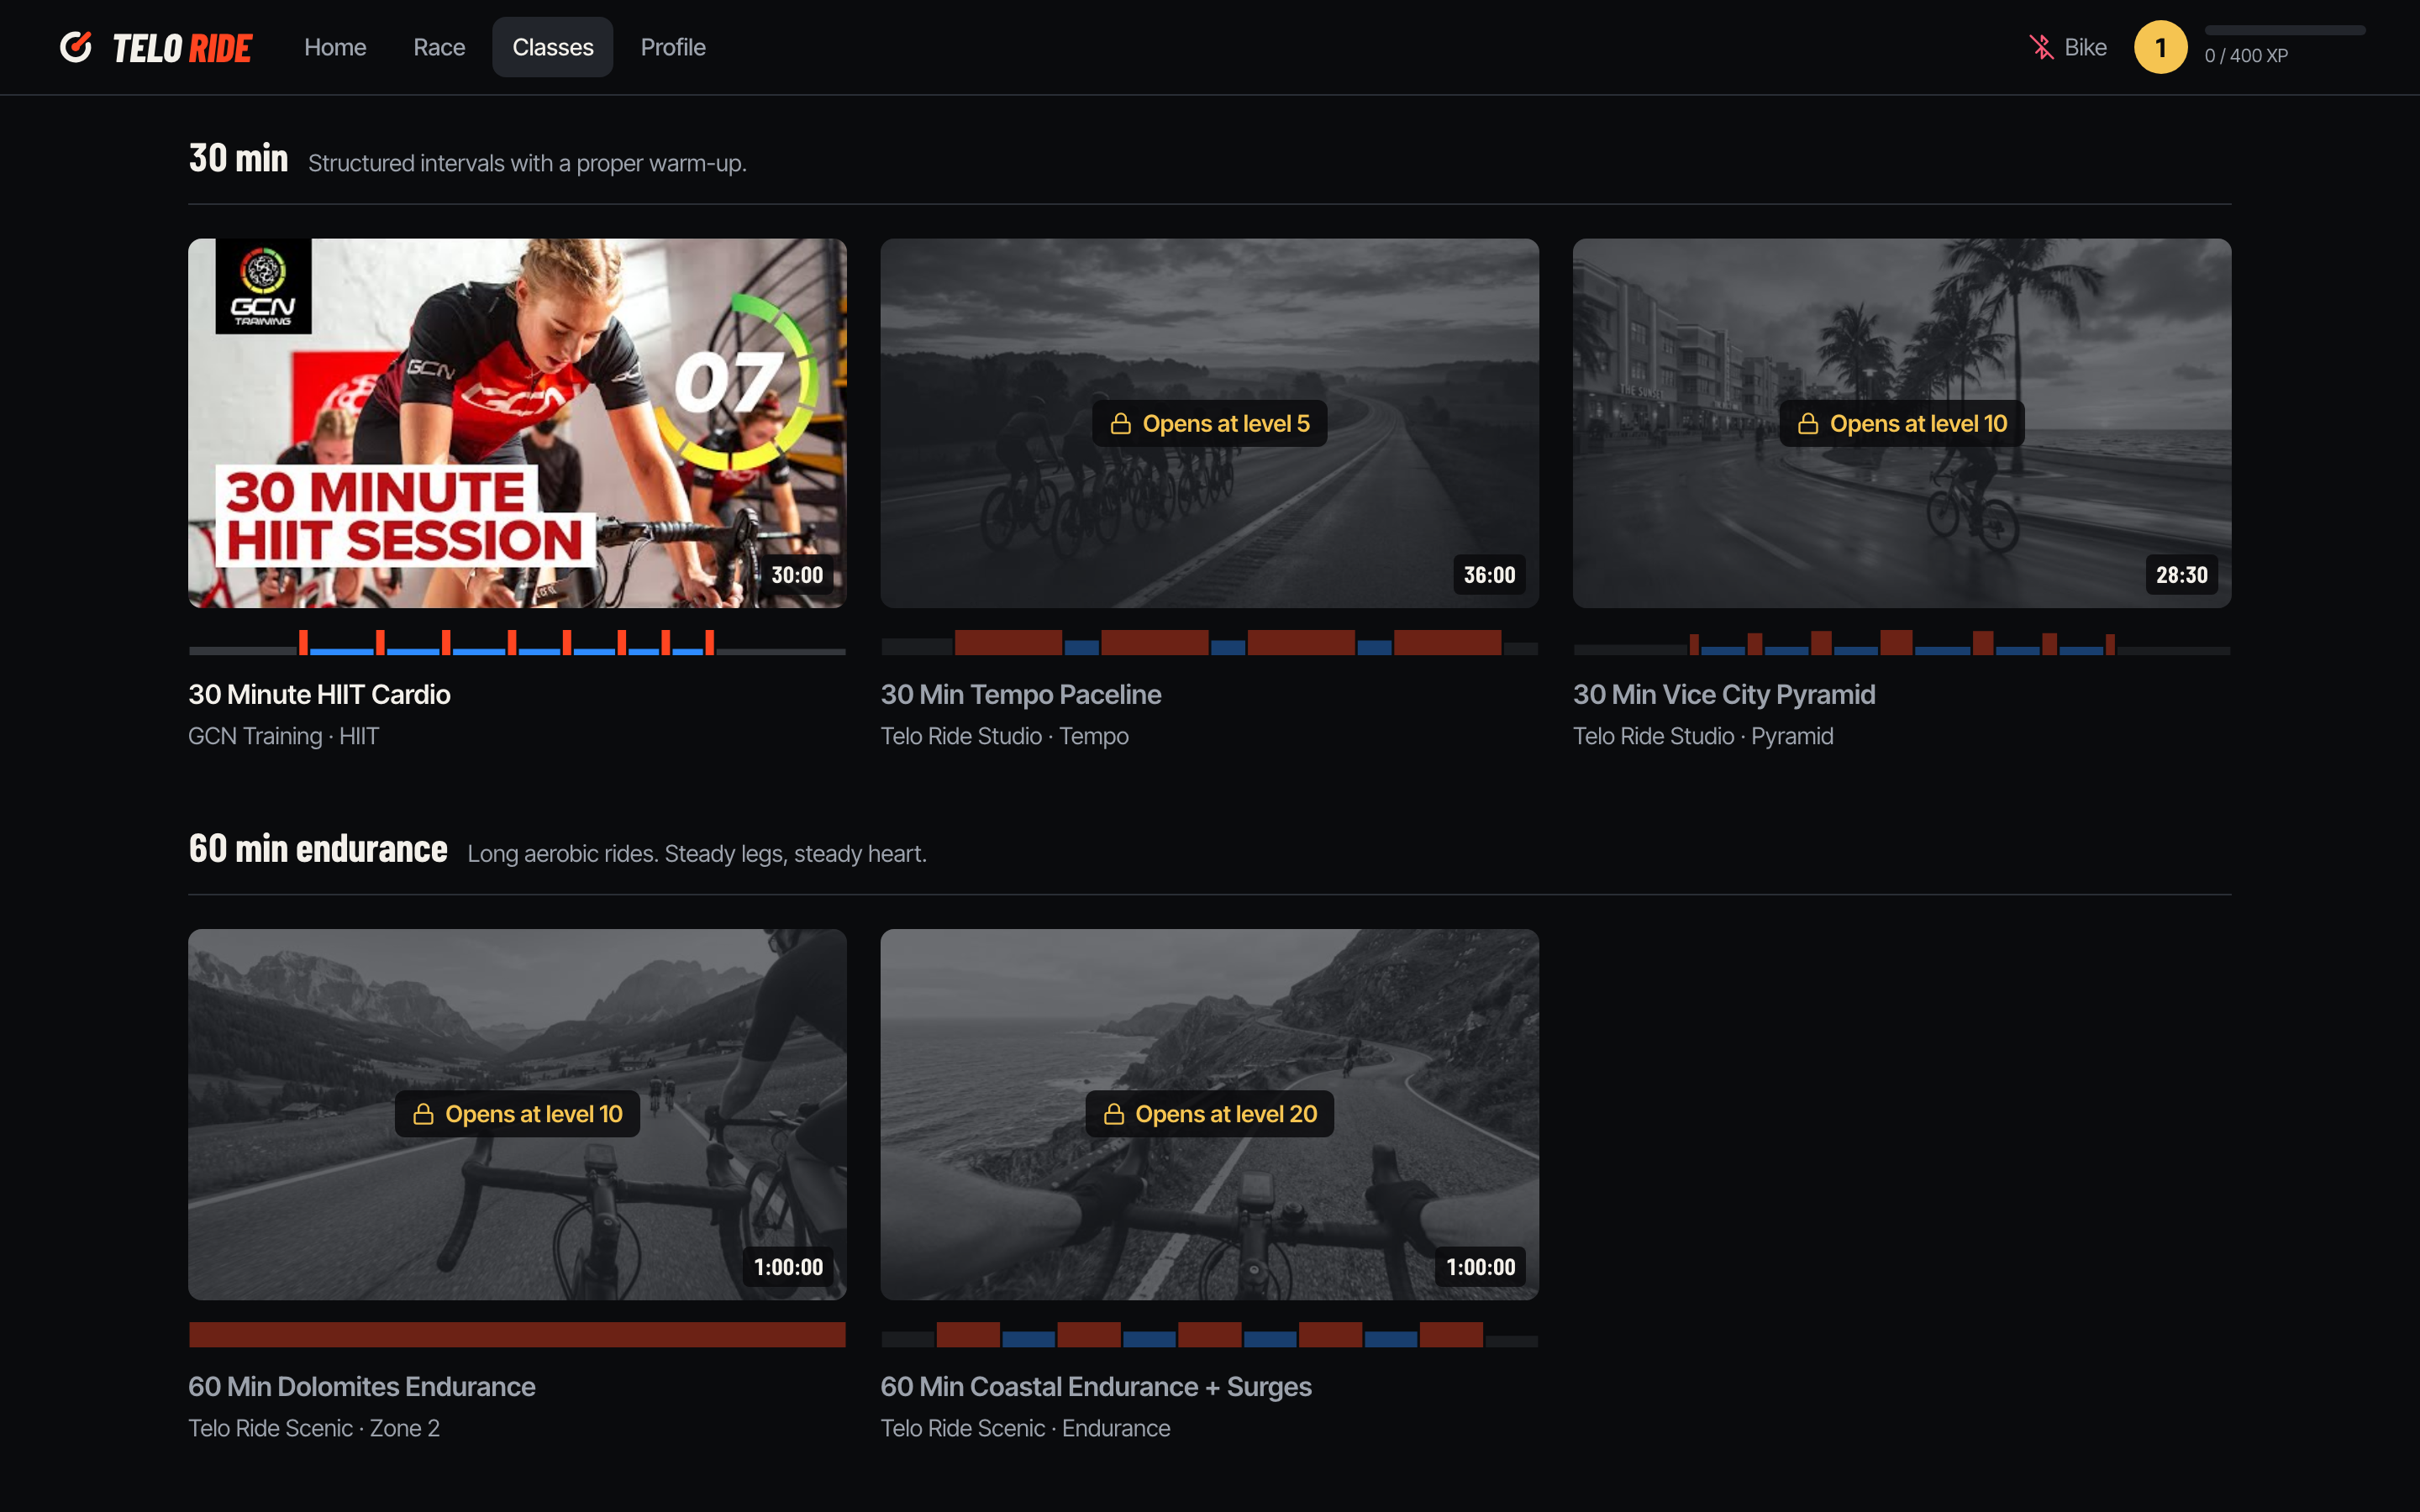 TELO RIDE Home Race Classes Profile Bike 1 0 / 400 XP
30 min Structured intervals with a proper warm-up.
GCN
TRAINING
GCN
GCN
07
30 MINUTE
HIIT SESSION
30:00
30 Minute HIIT Cardio
GCN Training · HIIT
Opens at level 5
36:00
30 Min Tempo Paceline
Telo Ride Studio · Tempo
THE SUNSET
Opens at level 10
28:30
30 Min Vice City Pyramid
Telo Ride Studio · Pyramid
60 min endurance Long aerobic rides. Steady legs, steady heart.
Opens at level 10
1:00:00
60 Min Dolomites Endurance
Telo Ride Scenic · Zone 2
Opens at level 20
1:00:00
60 Min Coastal Endurance + Surges
Telo Ride Scenic · Endurance